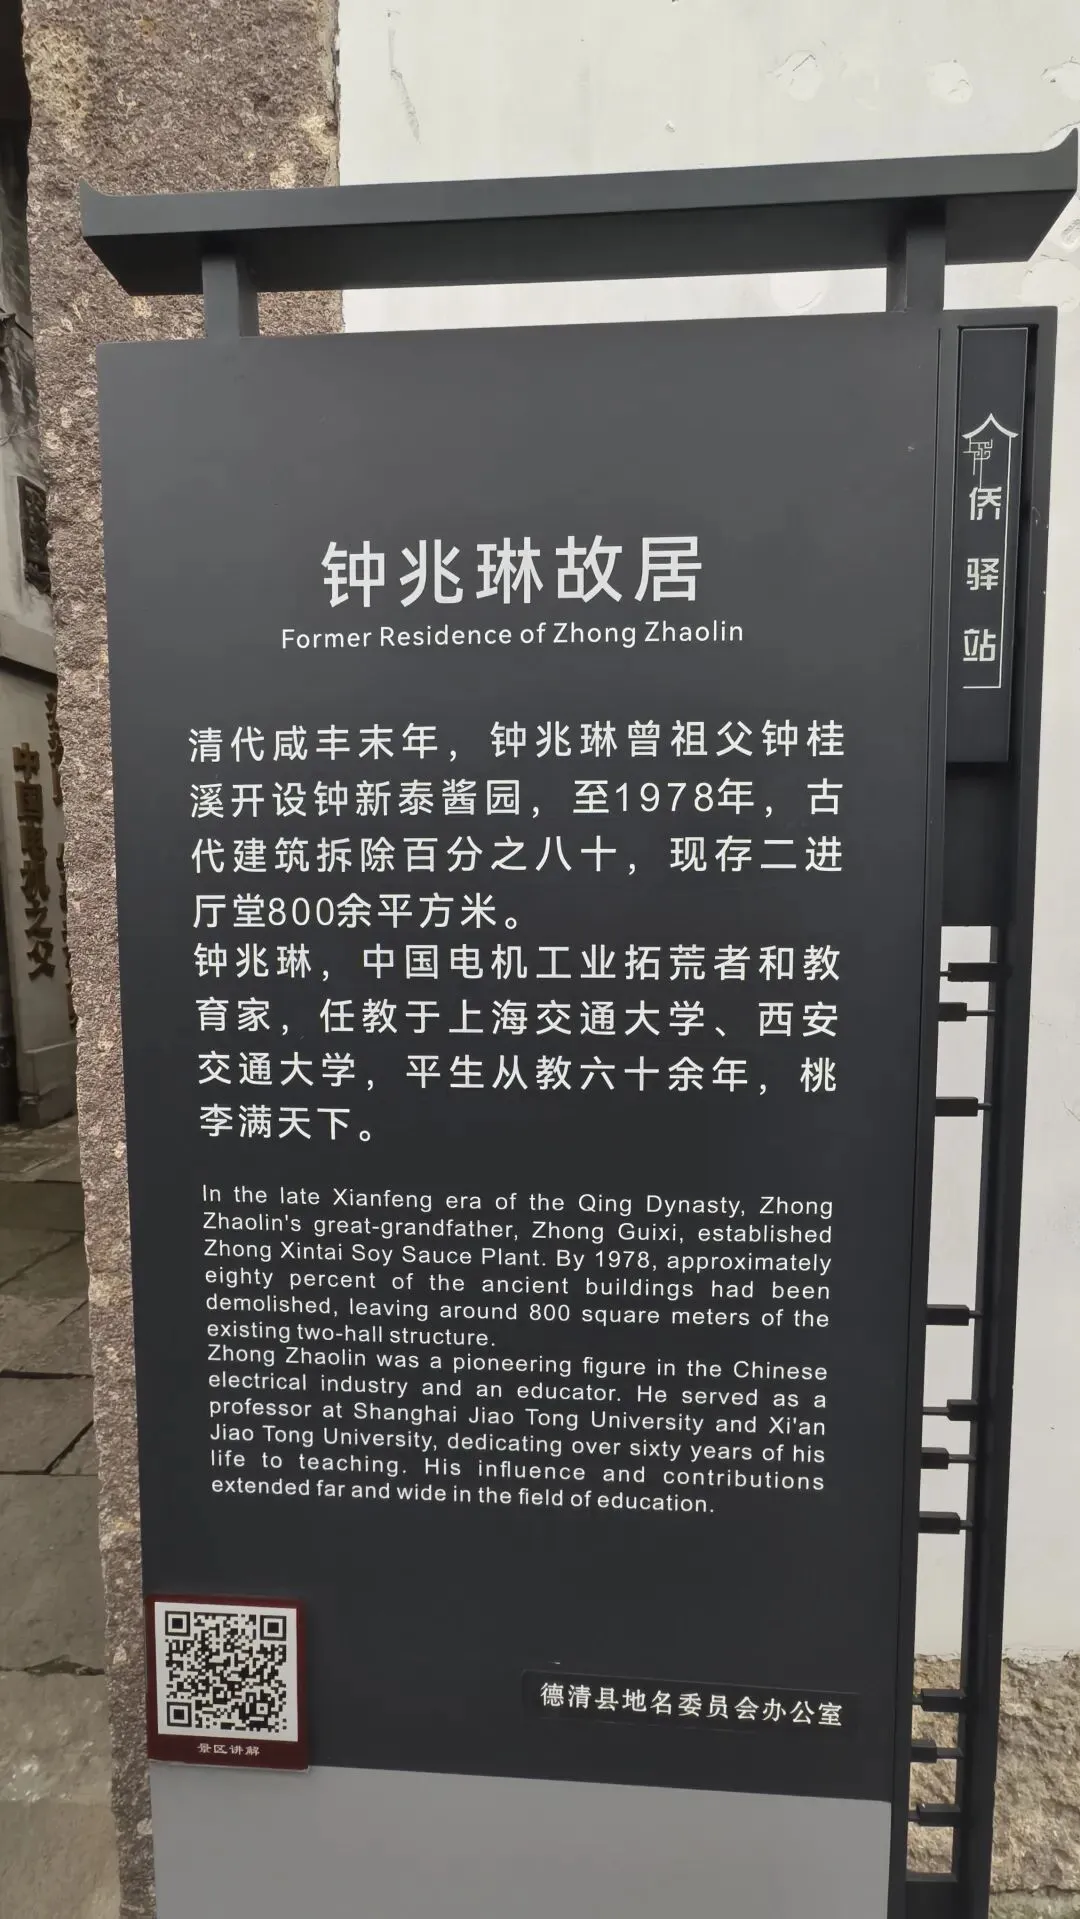 钟兆琳故居
Former Residence of Zhong Zhaolin
清代咸丰末年，钟兆琳曾祖父钟桂
溪开设钟新泰酱园，至1978年，古
代建筑拆除百分之八十，现存二进
厅堂800余平方米。
钟兆琳，中国电机工业拓荒者和教
育家，任教于上海交通大学、西安
交通大学，平生从教六十余年，桃
李满天下。
In the late Xianfeng era of the Qing Dynasty, Zhong
Zhaolin's great-grandfather, Zhong Guixi, established
Zhong Xintai Soy Sauce Plant. By 1978, approximately
eighty percent of the ancient buildings had been
demolished, leaving around 800 square meters of the
existing two-hall structure.
Zhong Zhaolin was a pioneering figure in the Chinese
electrical industry and an educator. He served as a
professor at Shanghai Jiao Tong University and Xi'an
Jiao Tong University, dedicating over sixty years of his
life to teaching. His influence and contributions
extended far and wide in the field of education.
景区讲解
德清县地名委员会办公室
侨驿站
中国电机之父